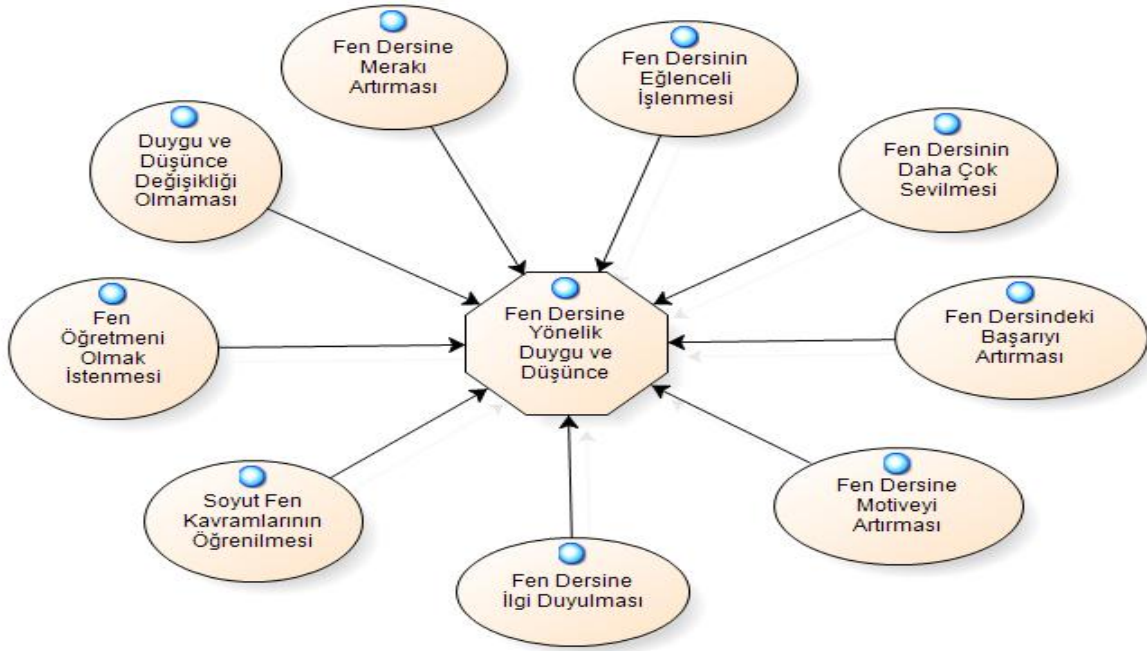 Fen Dersine
Merakı
Artırması
Fen Dersinin
Eğlenceli
İşlenmesi
Duygu ve
Düşünce
Değişikliği
Olmaması
Fen Dersinin
Daha Çok
Sevilmesi
Fen
Öğretmeni
Olmak
İstenmesi
Fen Dersine
Yönelik
Duygu ve
Düşünce
Fen Dersindeki
Başarıyı
Artırması
Soyut Fen
Kavramlarının
Öğrenilmesi
Fen Dersine
İlgi Duyulması
Fen Dersine
Motiveyi
Artırması